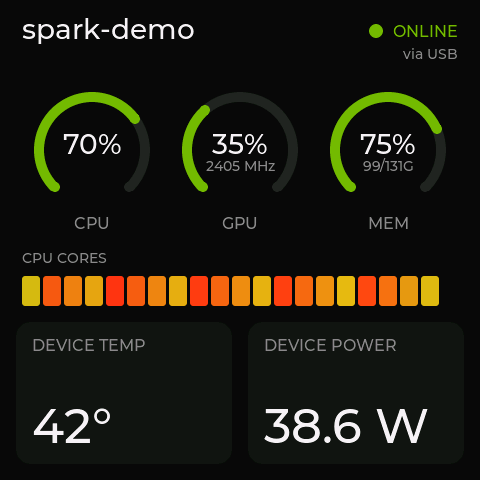 spark-demo
ONLINE
via USB
70%
35%
2405 MHz
75%
99/131G
CPU
GPU
MEM
CPU CORES
DEVICE TEMP
DEVICE POWER
42°
38.6 W